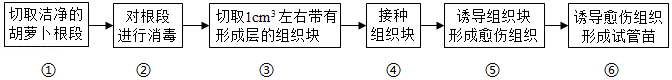 切取洁净的
胡萝卜根段
对根段
进行消毒
切取1cm³左右带有
形成层的组织块
接种
组织块
诱导组织块
形成愈伤组织
诱导愈伤组织
形成试管苗
① ② ③ ④ ⑤ ⑥